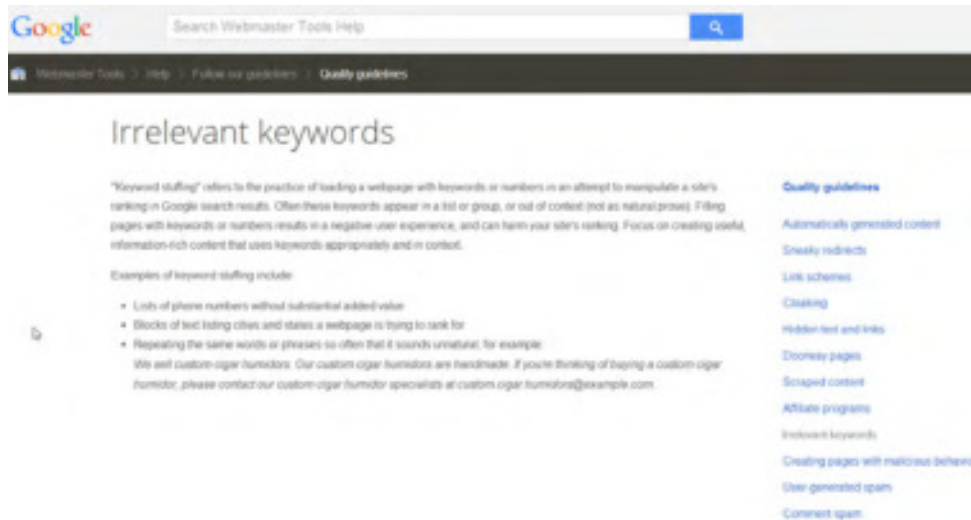 Google
Search Webmaster Tools Help
Webmaster Tools > Help > Follow our guidelines > Quality guidelines
Irrelevant keywords
"Keyword stuffing" refers to the practice of loading a webpage with keywords or numbers in an attempt to manipulate a site's
ranking in Google search results. Often these keywords appear in a list or group, or out of context (not as natural prose). Filling
pages with keywords or numbers results in a negative user experience, and can harm your site's ranking. Focus on creating useful,
information-rich content that uses keywords appropriately and in context.
Examples of keyword stuffing include:
• Lists of phone numbers without substantial added value
• Blocks of text listing cities and states a webpage is trying to rank for
• Repeating the same words or phrases so often that it sounds unnatural, for example:
We sell custom cigar humidors. Our custom cigar humidors are handmade. If you're thinking of buying a custom cigar
humidor, please contact our custom cigar humidor specialists at custom.cigar.humidors@example.com.
Quality guidelines
Automatically generated content
Sneaky redirects
Link schemes
Cloaking
Hidden text and links
Doorway pages
Scraped content
Affiliate programs
Irrelevant keywords
Creating pages with malicious behavio
User-generated spam
Comment spam